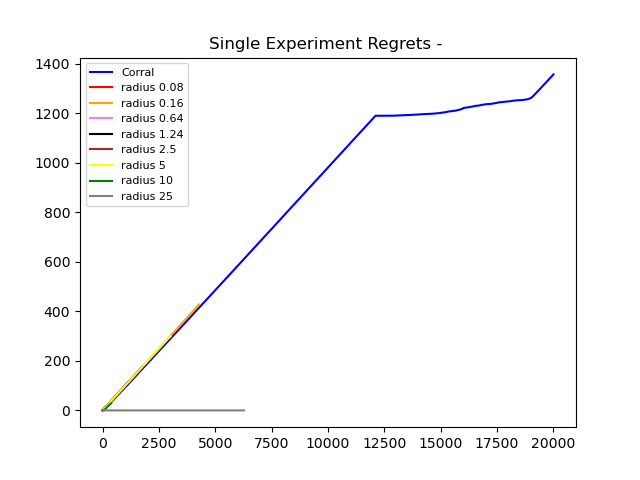 Single Experiment Regrets -
1400
1200
1000
800
600
400
200
0
Corral
radius 0.08
radius 0.16
radius 0.64
radius 1.24
radius 2.5
radius 5
radius 10
radius 25
0 2500 5000 7500 10000 12500 15000 17500 20000